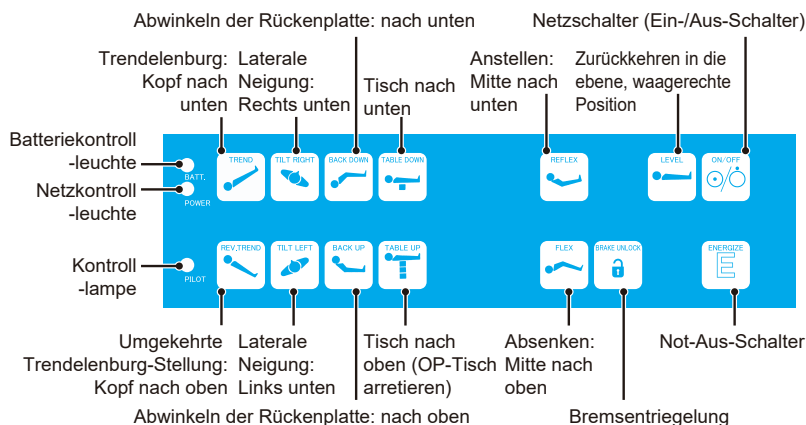 Abwinkeln der Rückenplatte: nach unten
Netzschalter (Ein-/Aus-Schalter)
Trendelenburg:
Kopf nach
unten
Laterale
Neigung:
Rechts unten
Tisch nach
unten
Anstellen:
Mitte nach
unten
Zurückkehren in die
ebene, waagerechte
Position
Batteriekontroll
-leuchte
Netzkontroll
-leuchte
Kontroll
-lampe
BATT.
POWER
PILOT
TREND
TILT RIGHT
BACK DOWN
TABLE DOWN
REFLEX
LEVEL
ON/OFF
REV.TREND
TILT LEFT
BACK UP
TABLE UP
FLEX
BRAKE UNLOCK
ENERGIZE
E
Umgekehrte
Trendelenburg-Stellung:
Kopf nach oben
Laterale
Neigung:
Links unten
Tisch nach
oben (OP-Tisch
arretieren)
Absenken:
Mitte nach
oben
Not-Aus-Schalter
Abwinkeln der Rückenplatte: nach oben
Bremsentriegelung